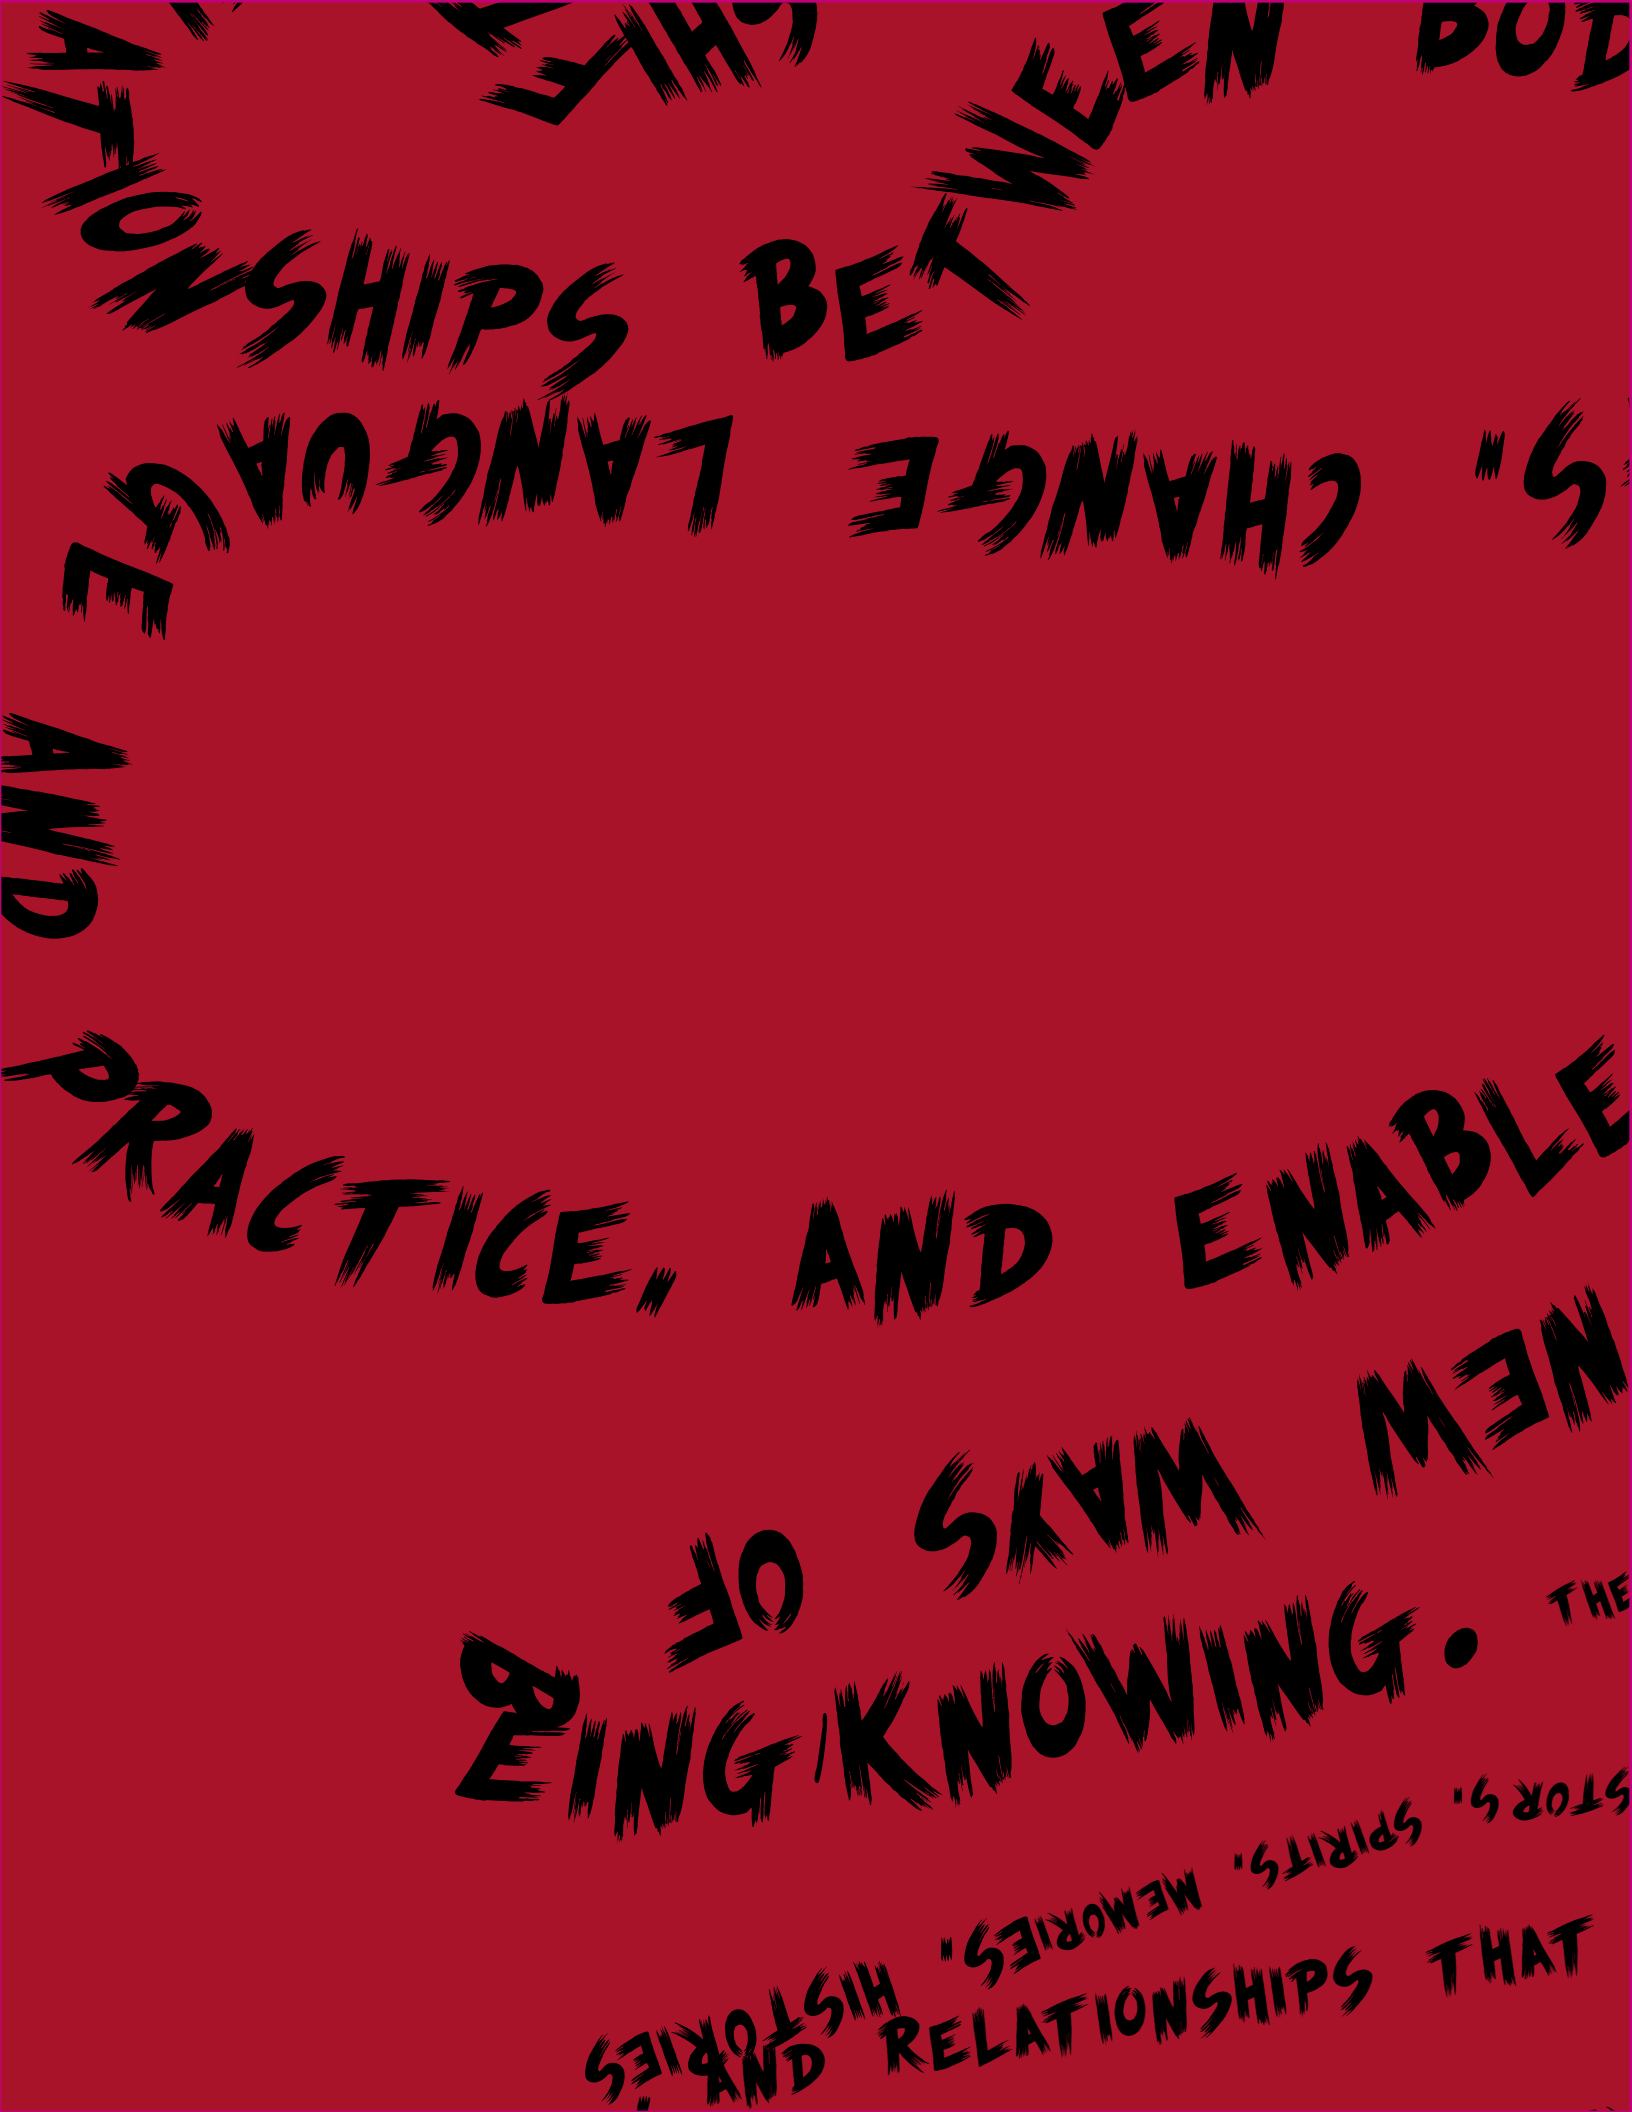 ATIONSHIPS BETWEEN BOD
S, CHANGE LANGUAGE
AND
PRACTICE, AND ENABLE
NEW WAYS OF
BEING/KNOWING. THE
STORS, SPIRITS, MEMORIES, HISTORIES,
AND RELATIONSHIPS THAT